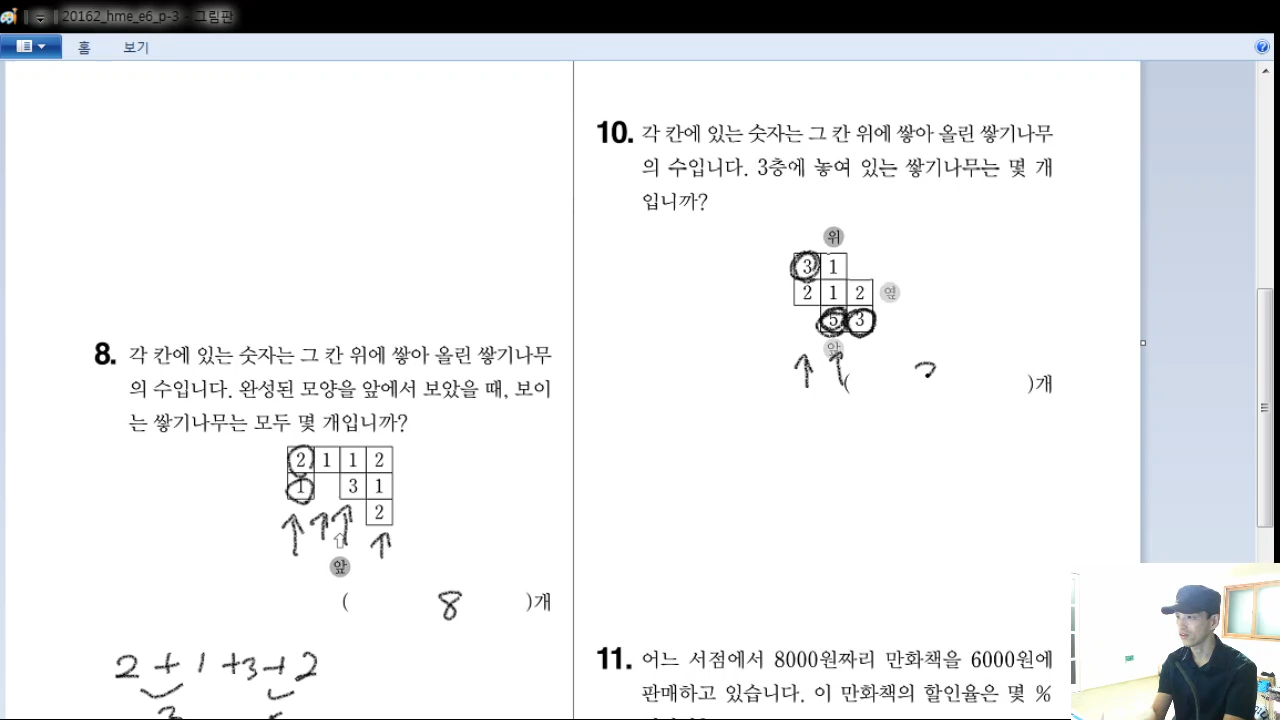 20162_hme_e6_p-3 - 그림판
홈 보기
8. 각 칸에 있는 숫자는 그 칸 위에 쌓아 올린 쌓기나무
의 수입니다. 완성된 모양을 앞에서 보았을 때, 보이
는 쌓기나무는 모두 몇 개입니까?
2 1 1 2
1 3 1
2
앞
( 8 )개
2 + 1 + 3 + 2
10. 각 칸에 있는 숫자는 그 칸 위에 쌓아 올린 쌓기나무
의 수입니다. 3층에 놓여 있는 쌓기나무는 몇 개
입니까?
위
3 1
2 1 2 옆
5 3
앞
( )개
11. 어느 서점에서 8000원짜리 만화책을 6000원에
판매하고 있습니다. 이 만화책의 할인율은 몇 %